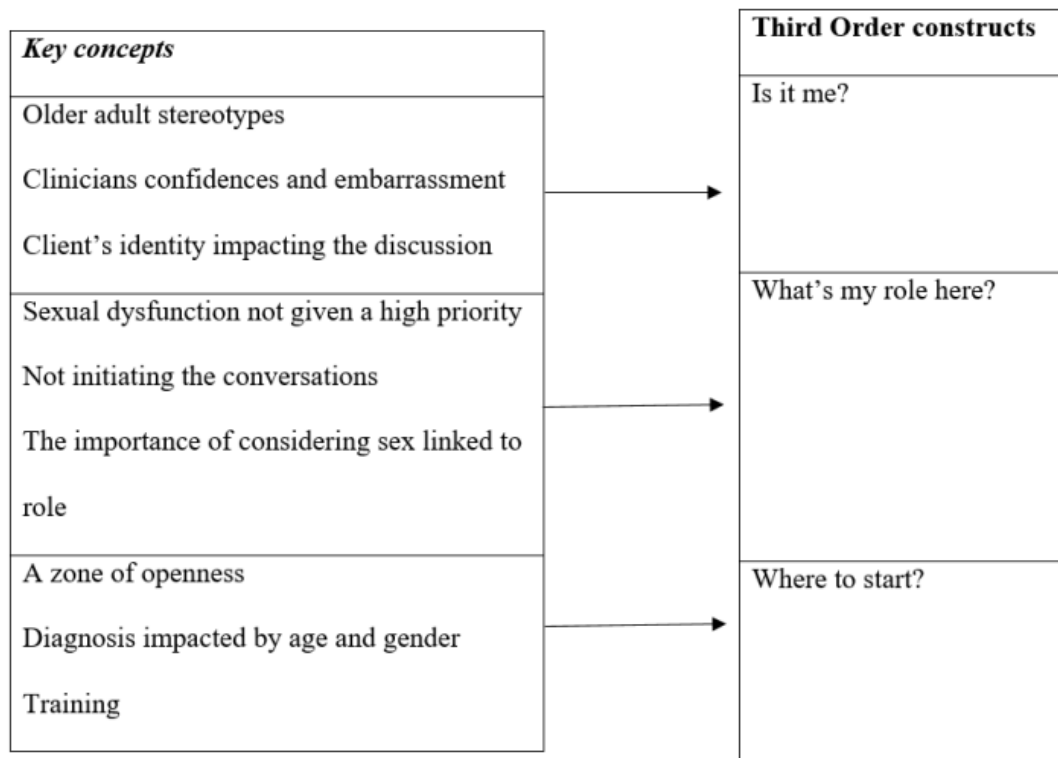 Key concepts
Older adult stereotypes
Clinicians confidences and embarrassment
Client's identity impacting the discussion
Sexual dysfunction not given a high priority
Not initiating the conversations
The importance of considering sex linked to
role
A zone of openness
Diagnosis impacted by age and gender
Training
Third Order constructs
Is it me?
What's my role here?
Where to start?